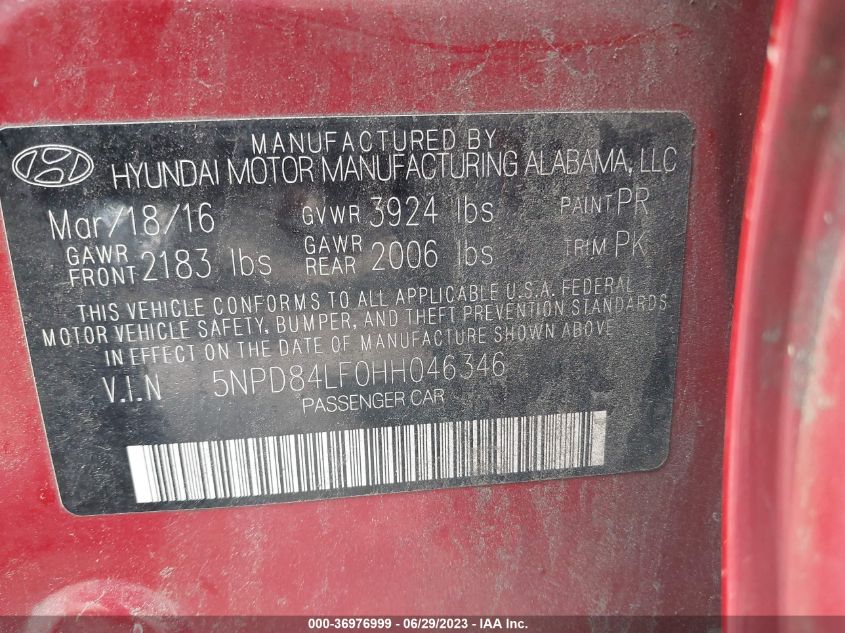 MANUFACTURED BY
HYUNDAI MOTOR MANUFACTURING ALABAMA, LLC
Mar/18/16 GVWR 3924 lbs PAINT PR
GAWR FRONT 2183 lbs GAWR REAR 2006 lbs TRIM PK
THIS VEHICLE CONFORMS TO ALL APPLICABLE U.S.A. FEDERAL
MOTOR VEHICLE SAFETY, BUMPER, AND THEFT PREVENTION STANDARDS
IN EFFECT ON THE DATE OF MANUFACTURE SHOWN ABOVE
V.I.N 5NPD84LF0HH046346
PASSENGER CAR
000-36976999 - 06/29/2023 - IAA Inc.